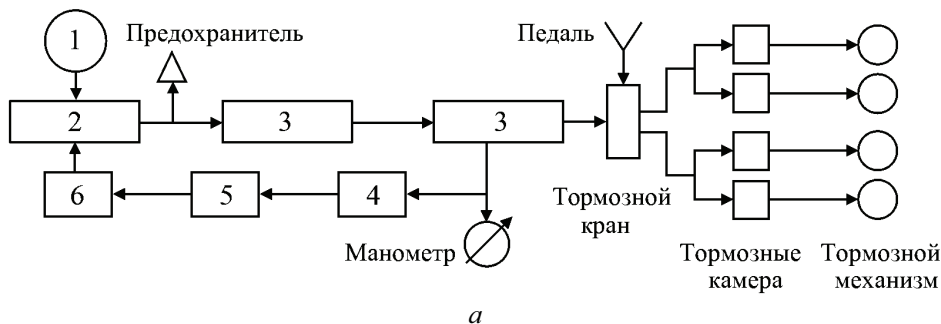 1
Предохранитель
Педаль
2
3
3
6
5
4
Тормозной
кран
Манометр
Тормозные
камера
Тормозной
механизм
а